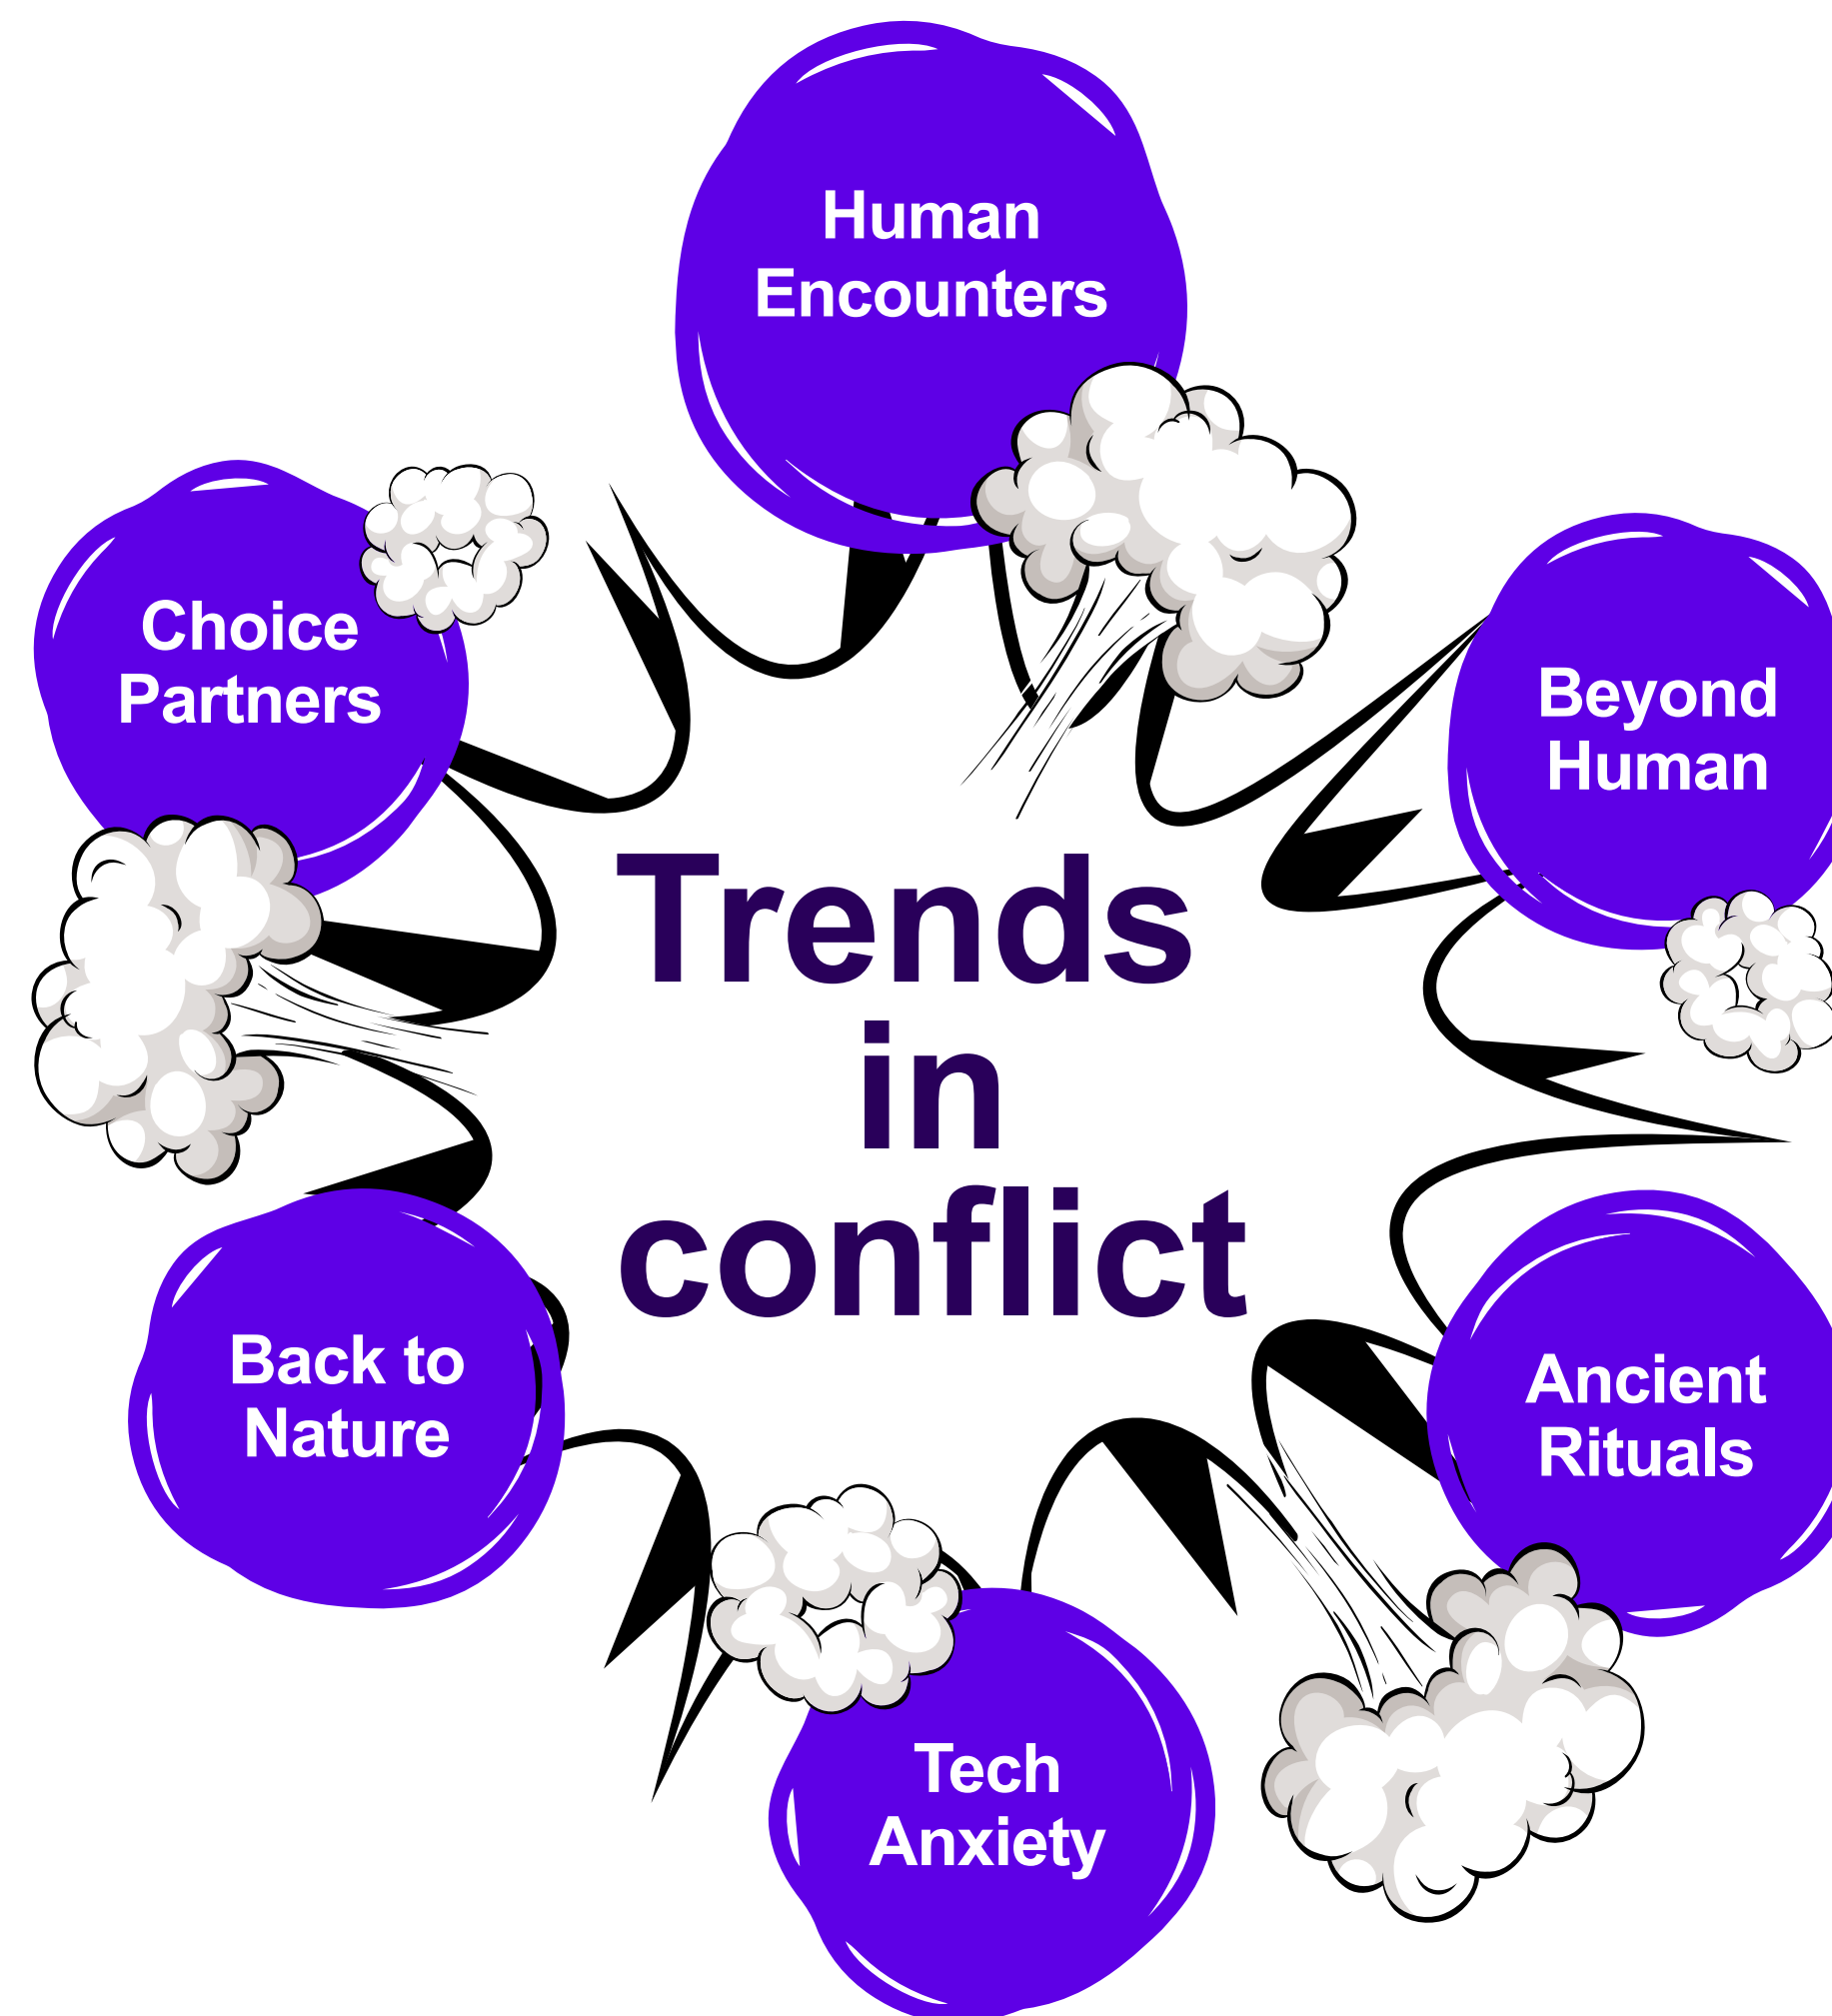 Human
Encounters
Choice
Partners
Beyond
Human
Trends
in
conflict
Back to
Nature
Ancient
Rituals
Tech
Anxiety